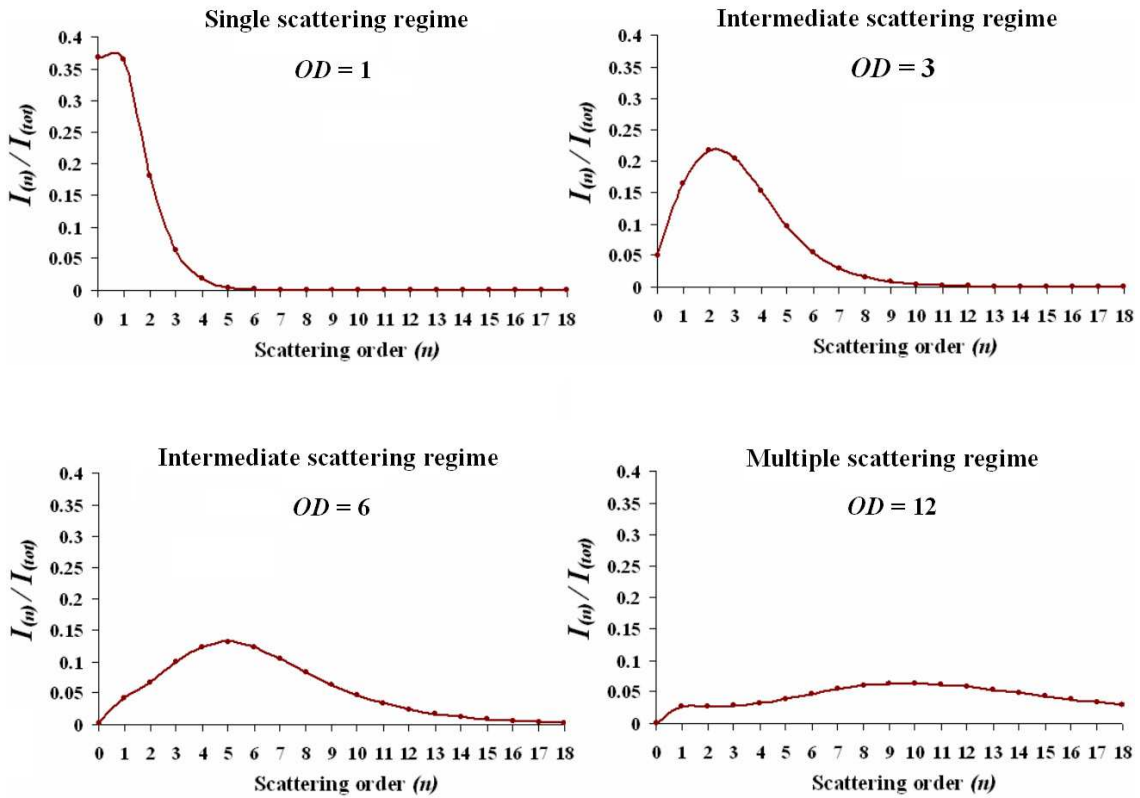 Single scattering regime
OD = 1
I(n) / I(tot)
0.4
0.35
0.3
0.25
0.2
0.15
0.1
0.05
0
0 1 2 3 4 5 6 7 8 9 10 11 12 13 14 15 16 17 18
Scattering order (n)
Intermediate scattering regime
OD = 3
I(n) / I(tot)
0.4
0.35
0.3
0.25
0.2
0.15
0.1
0.05
0
0 1 2 3 4 5 6 7 8 9 10 11 12 13 14 15 16 17 18
Scattering order (n)
Intermediate scattering regime
OD = 6
I(n) / I(tot)
0.4
0.35
0.3
0.25
0.2
0.15
0.1
0.05
0
0 1 2 3 4 5 6 7 8 9 10 11 12 13 14 15 16 17 18
Scattering order (n)
Multiple scattering regime
OD = 12
I(n) / I(tot)
0.4
0.35
0.3
0.25
0.2
0.15
0.1
0.05
0
0 1 2 3 4 5 6 7 8 9 10 11 12 13 14 15 16 17 18
Scattering order (n)